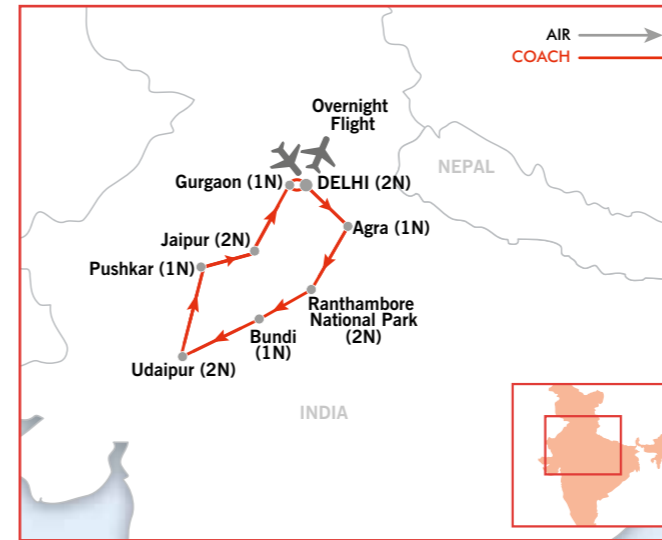 AIR
COACH
Overnight
Flight
NEPAL
Gurgaon (1N)
DELHI (2N)
Agra (1N)
Jaipur (2N)
Pushkar (1N)
Ranthambore
National Park
(2N)
Bundi
(1N)
Udaipur (2N)
INDIA